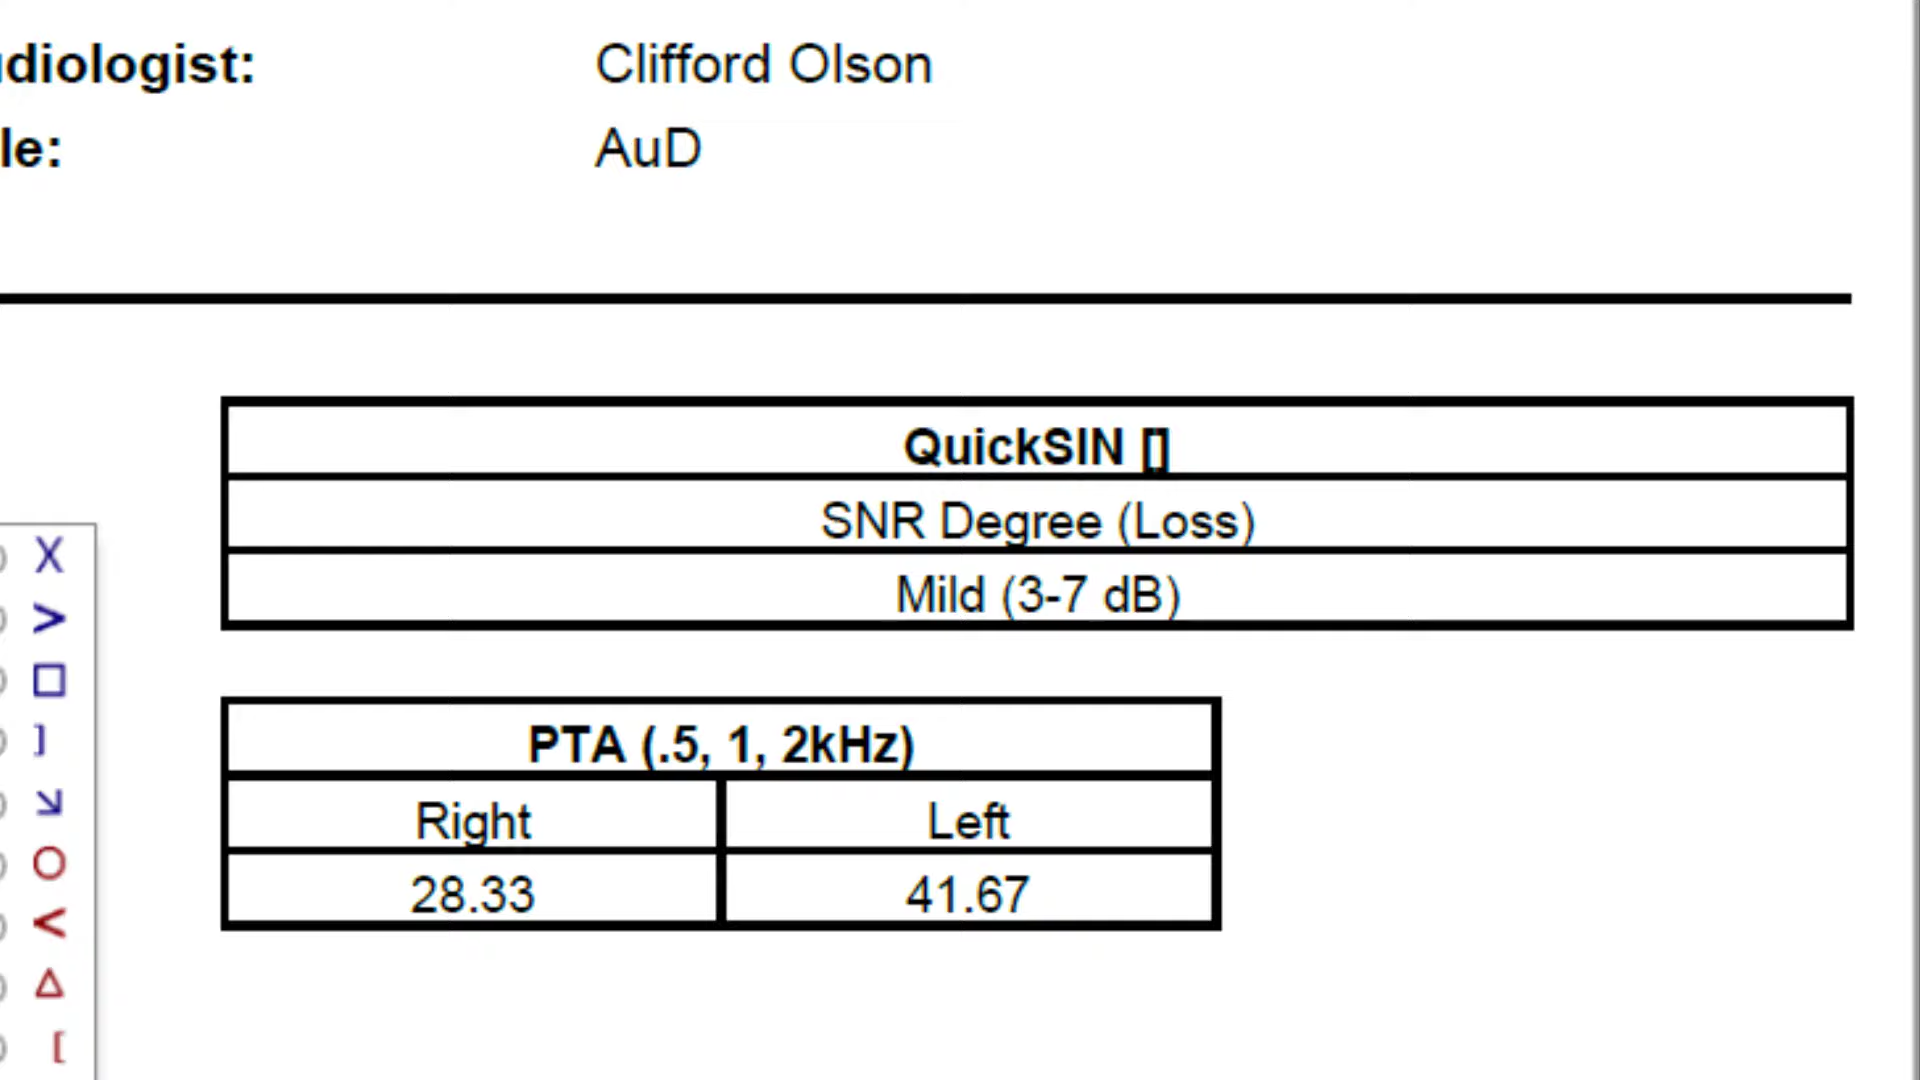 udiologist: Clifford Olson
le: AuD
QuickSIN []
SNR Degree (Loss)
Mild (3-7 dB)
PTA (.5, 1, 2kHz)
Right Left
28.33 41.67
X
>
]
<
[